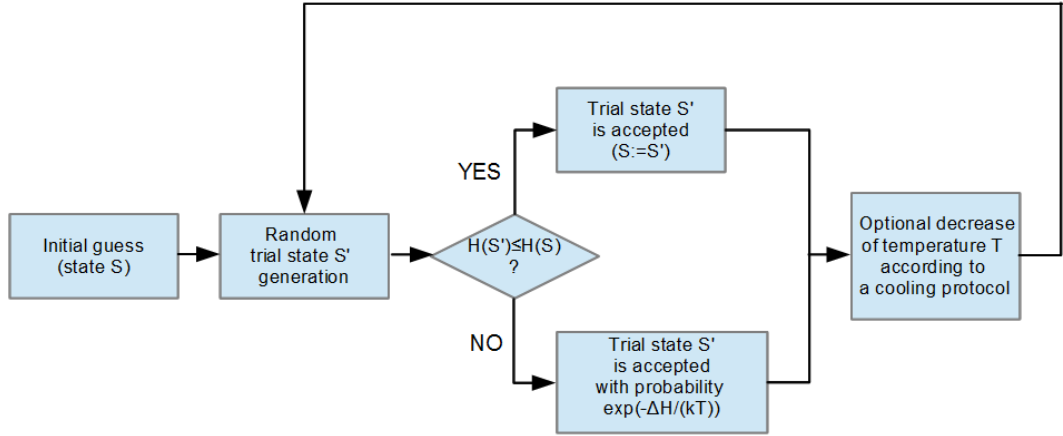 Initial guess
(state S)
Random
trial state S'
generation
H(S')≤H(S)
?
YES
Trial state S'
is accepted
(S:=S')
NO
Trial state S'
is accepted
with probability
exp(-ΔH/(kT))
Optional decrease
of temperature T
according to
a cooling protocol